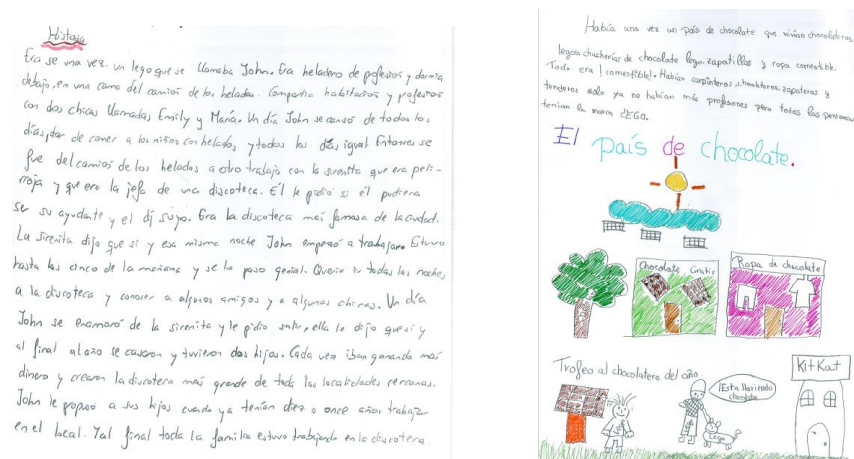 Historia
Era se una vez. un lego que se llamaba John. Era heladero de profesión y dormía
debajo, en una cama del camión de los helados. Compartía habitación y profesión
con dos chicas llamadas Emily y María. Un día John se cansó de todos los
días, dar de comer a los niños con helados, y todos los días igual Entonces se
fue del camión de los helados a otro trabajo con la sirenita que era peli-
rroja y que era la jefa de una discoteca. Él le pidió si él pudiera
ser su ayudante y el dj suyo. Era la discoteca más famosa de la ciudad.
La sirenita dijo que si y esa misma noche John empezó a trabajar. Estuvo
hasta las cinco de la mañana y se lo paso genial. Quería ir todas las noches
a la discoteca y conocer a algunos amigos y a algunas chicas. Un día
John se enamoró de la sirenita y le pidio salir, ella le dijo que si y
al final al año se casaron y tuvieron dos hijos. Cada vez iban ganando más
dinero y crearon la discoteca más grande de toda las localidades cercanas.
John le propuso a sus hijos cuando ya tenían diez o once años trabajar
en el local. Y al final toda la familia estuvo trabajando en la discoteca
Había una vez un país de chocolate que vivían chocolateros
legos chucherías de chocolate lego, zapatillas y ropa comestible.
Todo era ¡comestible!. Habían carpinteros, zapateros y
tenderos solo ya no habían más profesiones pero todas las personas
tenían la marca LEGO.
El país de chocolate.
Chocolate Gratis
Ropa de chocolate
Trofeo al chocolatero del año.
¡Esta lloviendo
chocolate
Lego
KitKat